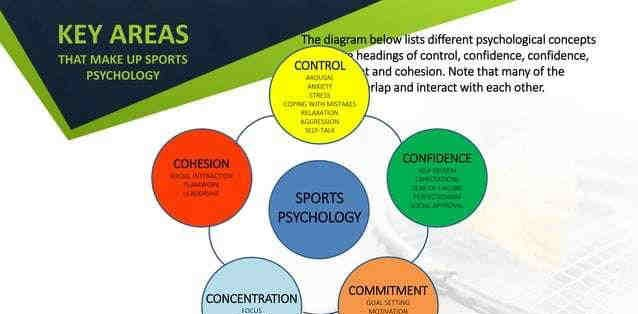 KEY AREAS
THAT MAKE UP SPORTS
PSYCHOLOGY
The diagram below lists different psychological concepts
headings of control, confidence, confidence,
and cohesion. Note that many of the
and interact with each other.
CONTROL
AROUSAL
ANXIETY
STRESS
COPING WITH MISTAKES
RELAXATION
AGGRESSION
SELF-TALK
COHESION
SOCIAL INTERACTION
TEAMWORK
LEADERSHIP
CONFIDENCE
SELF-ESTEEM
EXPECTATIONS
FEAR OF FAILURE
PERFECTIONISM
SOCIAL APPROVAL
SPORTS
PSYCHOLOGY
CONCENTRATION
FOCUS
COMMITMENT
GOAL SETTING
MOTIVATION